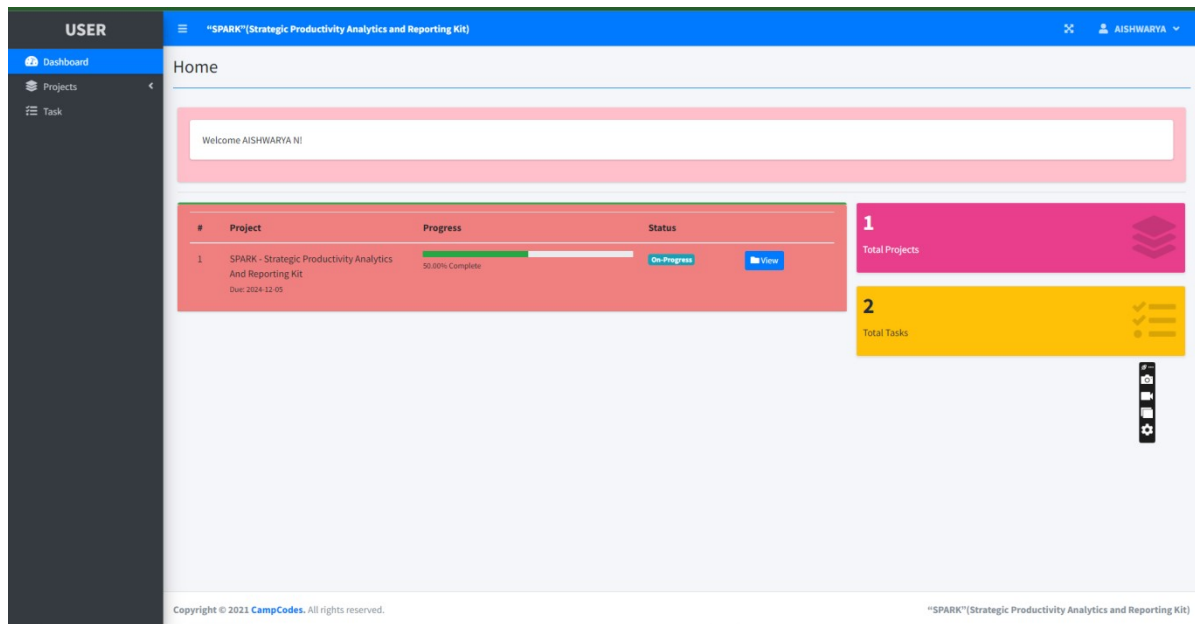 USER
"SPARK"(Strategic Productivity Analytics and Reporting Kit)
AISHWARYA
Dashboard
Projects
Task
Home
Welcome AISHWARYA N!
# Project Progress Status
1 SPARK - Strategic Productivity Analytics
And Reporting Kit
Due: 2024-12-05
50.00% Complete
On-Progress
View
1
Total Projects
2
Total Tasks
Copyright © 2021 CampCodes. All rights reserved.
"SPARK"(Strategic Productivity Analytics and Reporting Kit)